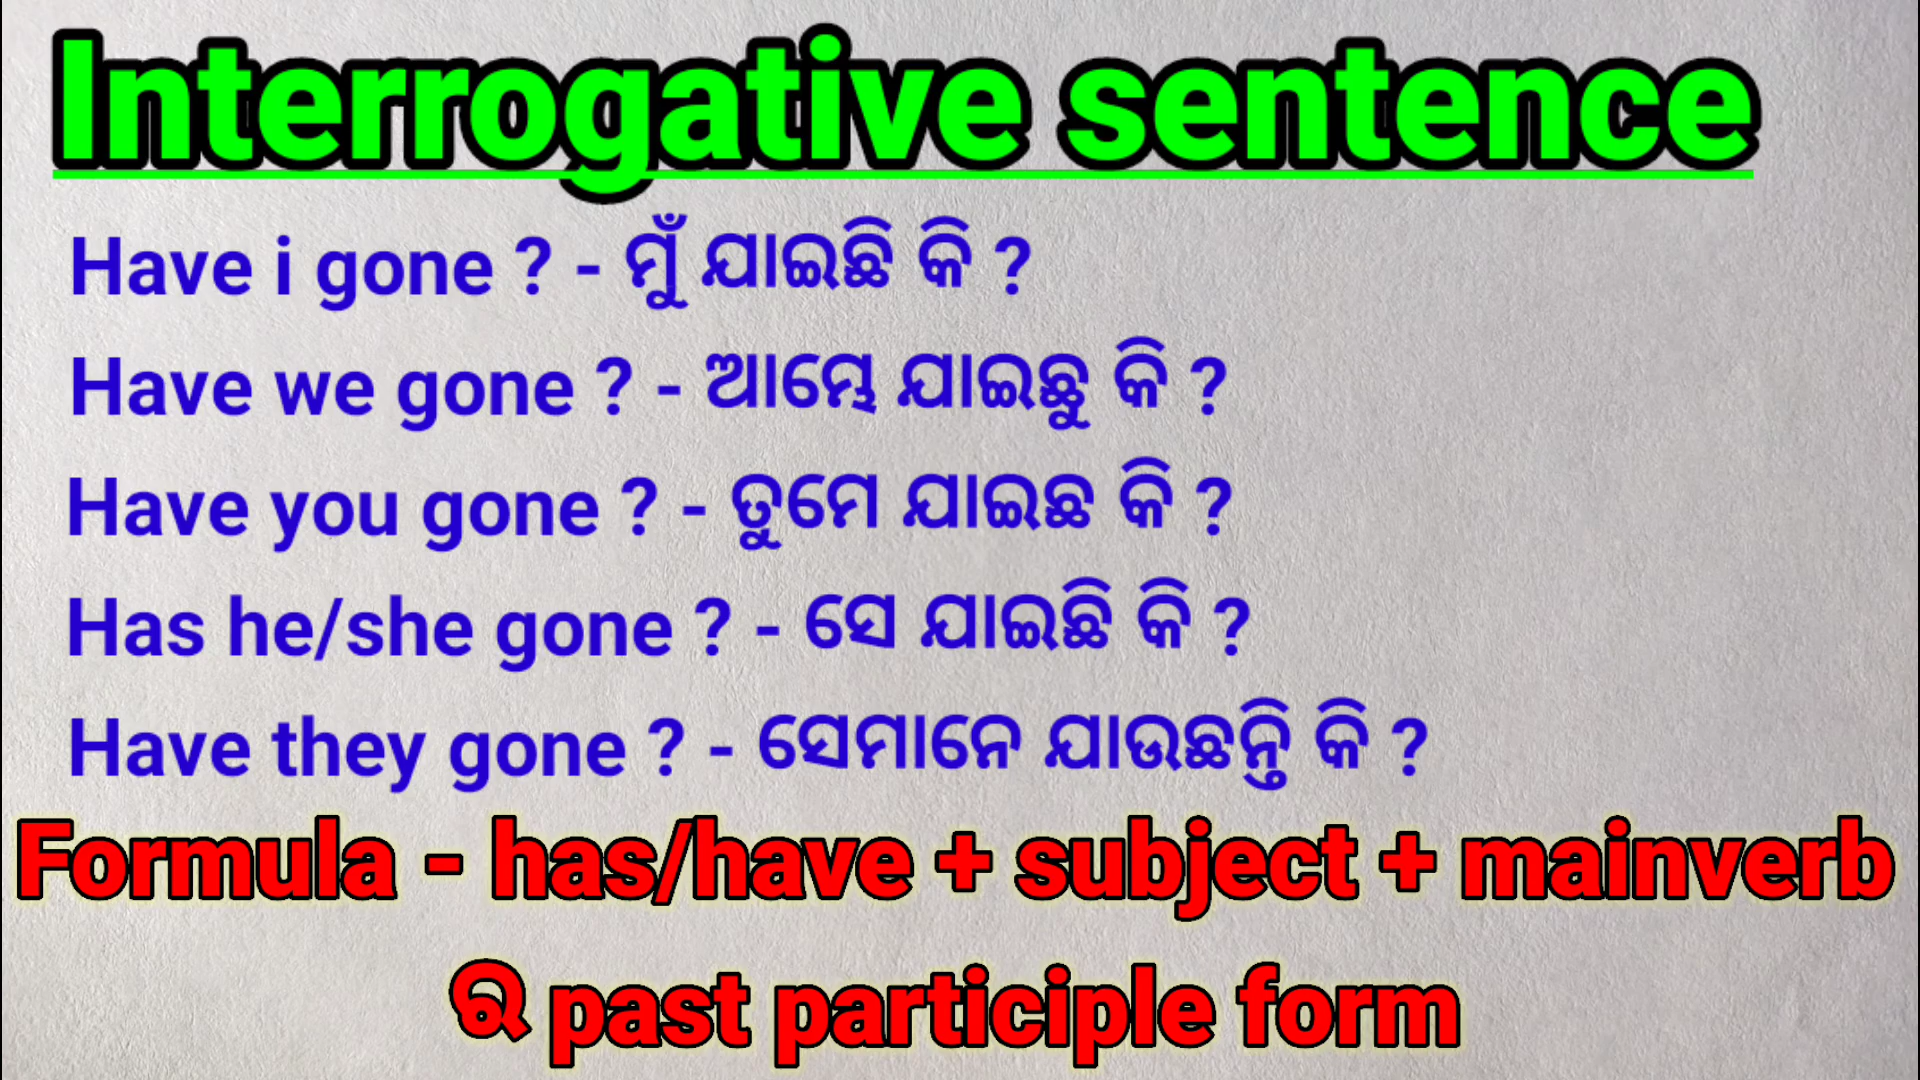 Interrogative sentence
Have i gone ? - ମୁଁ ଯାଇଛି କି ?
Have we gone ? - ଆମ୍ଭେ ଯାଇଛୁ କି ?
Have you gone ? - ତୁମେ ଯାଇଛ କି ?
Has he/she gone ? - ସେ ଯାଇଛି କି ?
Have they gone ? - ସେମାନେ ଯାଉଛନ୍ତି କି ?
Formula - has/have + subject + mainverb
ର past participle form